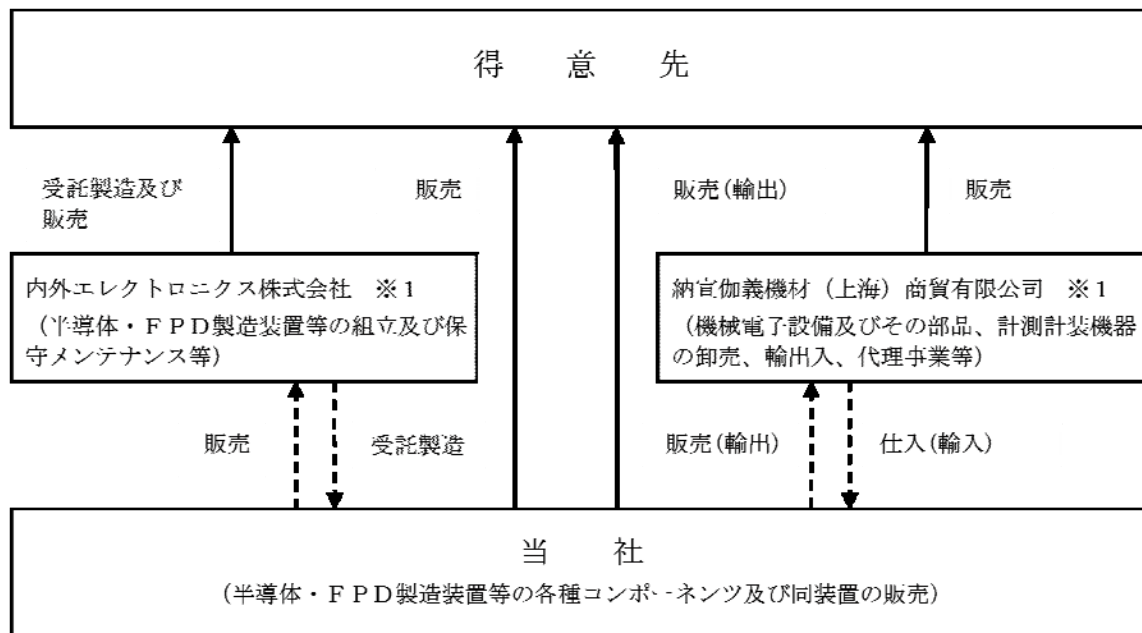 得 意 先
受託製造及び
販売
販売
販売(輸出)
販売
内外エレクトロニクス株式会社 ※1
(半導体・FPD製造装置等の組立及び保
守メンテナンス等)
納宜伽義機材(上海)商貿有限公司 ※1
(機械電子設備及びその部品、計測計装機器
の卸売、輸出入、代理事業等)
販売
受託製造
販売(輸出)
仕入(輸入)
当 社
(半導体・FPD製造装置等の各種コンポーネンツ及び同装置の販売)